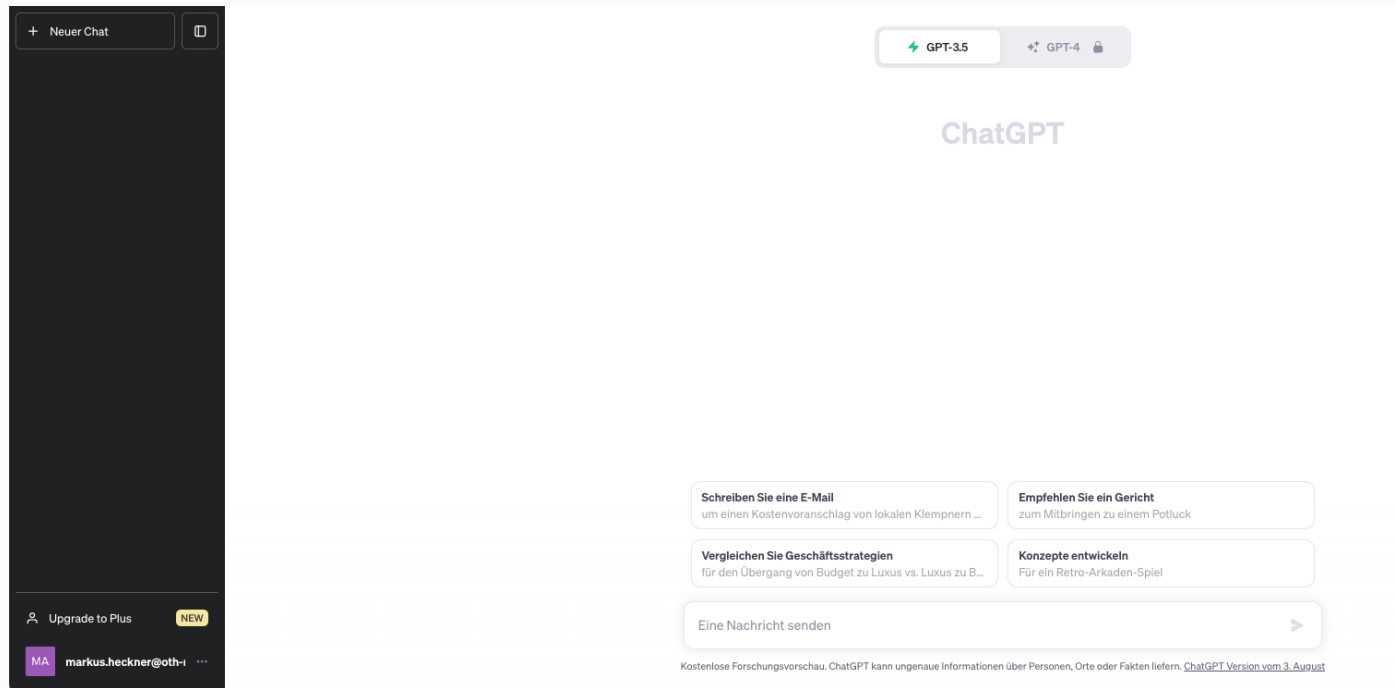 Neuer Chat
GPT-3.5
GPT-4
ChatGPT
Schreiben Sie eine E-Mail
um einen Kostenvoranschlag von lokalen Klempnern ...
Empfehlen Sie ein Gericht
zum Mitbringen zu einem Potluck
Vergleichen Sie Geschäftsstrategien
für den Übergang von Budget zu Luxus vs. Luxus zu B...
Konzepte entwickeln
Für ein Retro-Arkaden-Spiel
Upgrade to Plus
NEW
Eine Nachricht senden
MA
markus.heckner@oth-
Kostenlose Forschungsvorschau. ChatGPT kann ungenaue Informationen über Personen, Orte oder Fakten liefern. ChatGPT Version vom 3. August